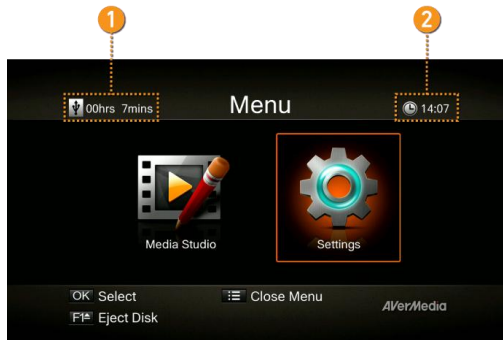 1
2
00hrs 7mins
Menu
14:07
Media Studio
Settings
OK Select
Close Menu
F1 Eject Disk
AVerMedia